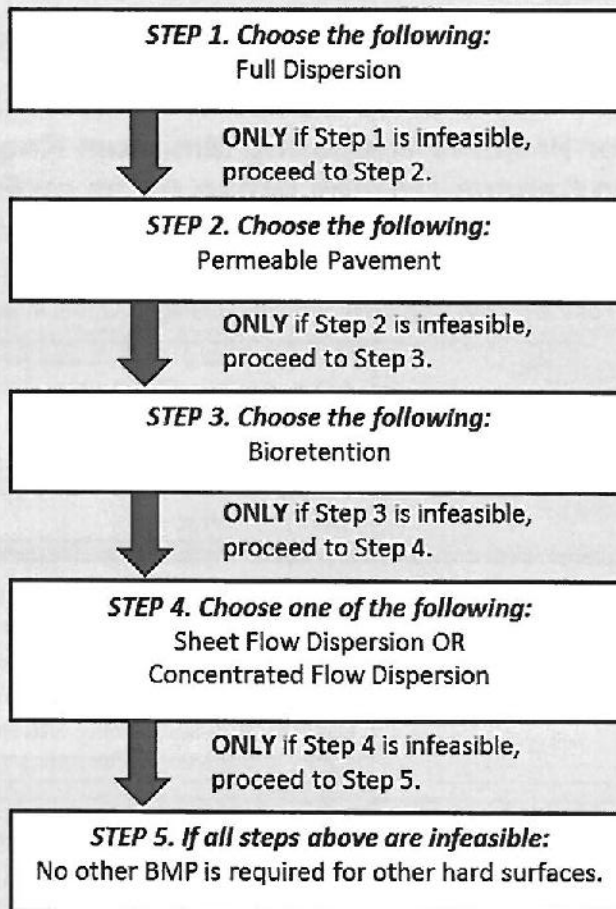 STEP 1. Choose the following:
Full Dispersion
ONLY if Step 1 is infeasible,
proceed to Step 2.
STEP 2. Choose the following:
Permeable Pavement
ONLY if Step 2 is infeasible,
proceed to Step 3.
STEP 3. Choose the following:
Bioretention
ONLY if Step 3 is infeasible,
proceed to Step 4.
STEP 4. Choose one of the following:
Sheet Flow Dispersion OR
Concentrated Flow Dispersion
ONLY if Step 4 is infeasible,
proceed to Step 5.
STEP 5. If all steps above are infeasible:
No other BMP is required for other hard surfaces.